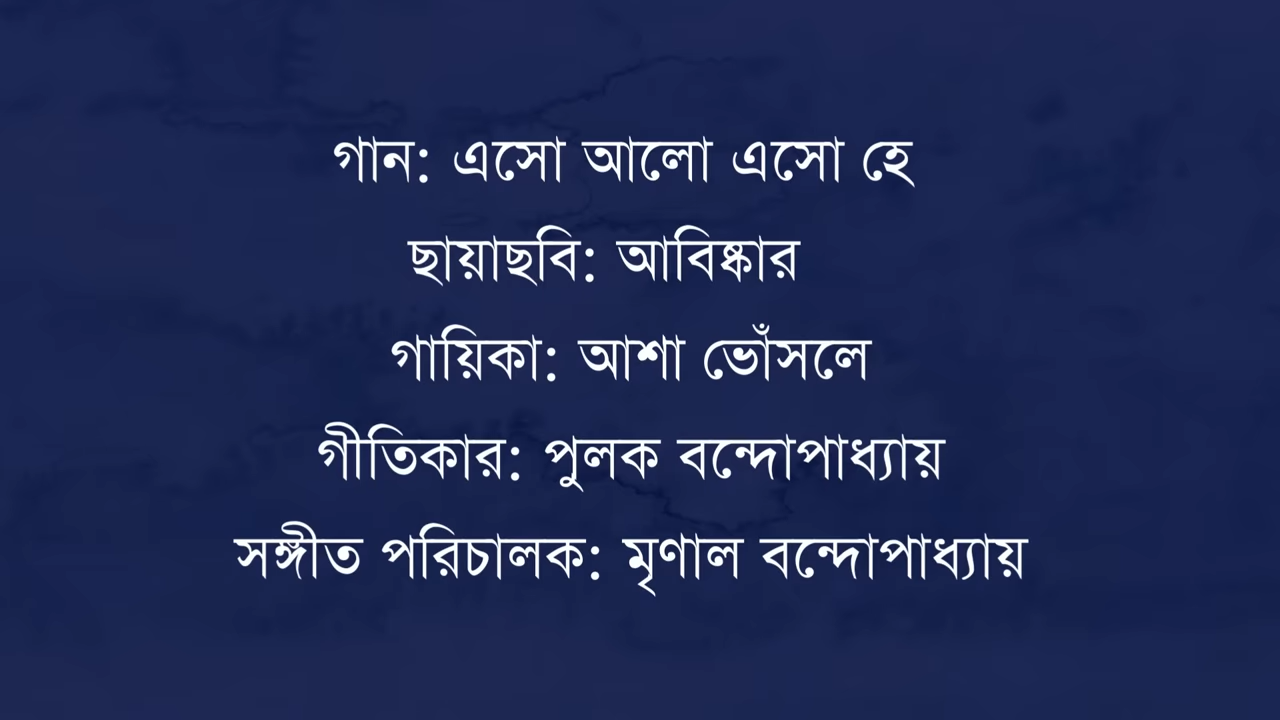 গান: এসো আলো এসো হে
ছায়াছবি: আবিষ্কার
গায়িকা: আশা ভোঁসলে
গীতিকার: পুলক বন্দোপাধ্যায়
সঙ্গীত পরিচালক: মৃণাল বন্দোপাধ্যায়